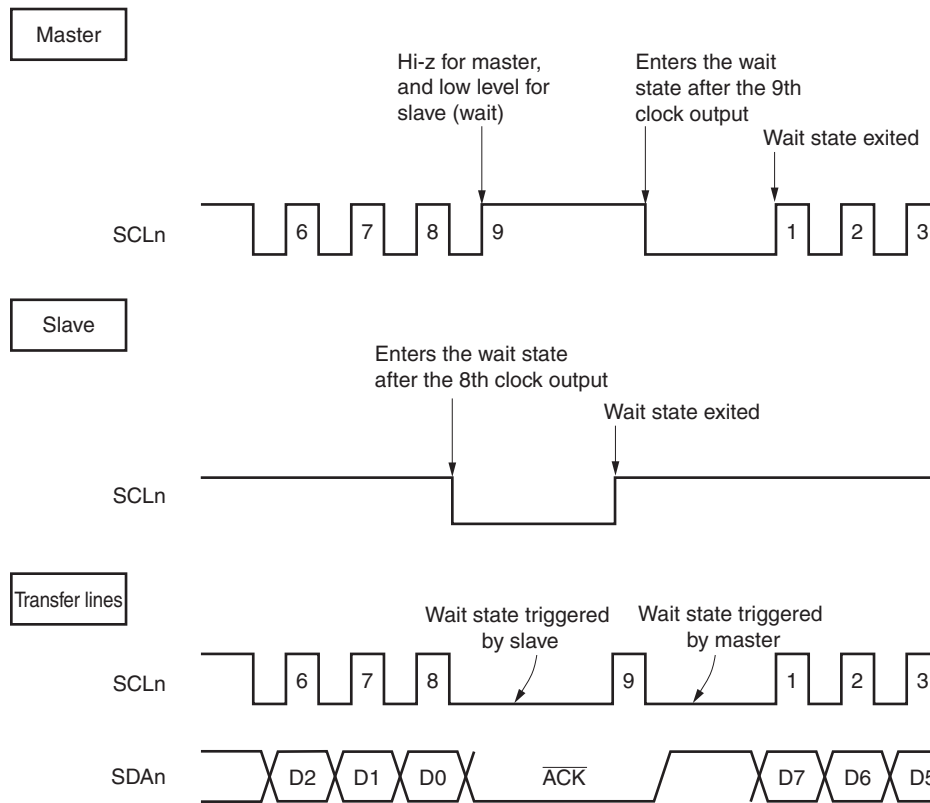 Master
Hi-z for master,
and low level for
slave (wait)
Enters the wait
state after the 9th
clock output
Wait state exited
SCLn
6 7 8 9 1 2 3
Slave
Enters the wait state
after the 8th clock output
Wait state exited
SCLn
Transfer lines
Wait state triggered
by slave
Wait state triggered
by master
SCLn
6 7 8 9 1 2 3
SDAn
D2 D1 D0 ACK D7 D6 D5